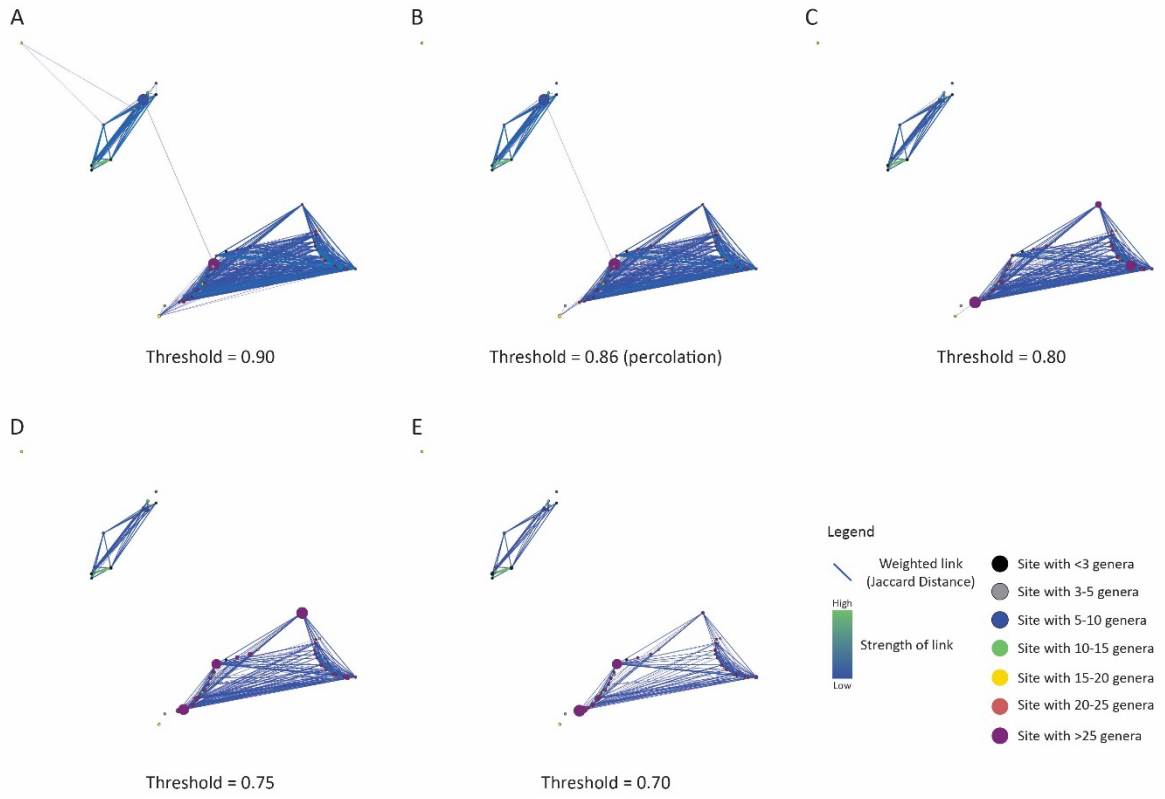 A
B
C
Threshold = 0.90
Threshold = 0.86 (percolation)
Threshold = 0.80
D
E
Threshold = 0.75
Threshold = 0.70
Legend
Weighted link
(Jaccard Distance)
High
Strength of link
Low
Site with <3 genera
Site with 3-5 genera
Site with 5-10 genera
Site with 10-15 genera
Site with 15-20 genera
Site with 20-25 genera
Site with >25 genera